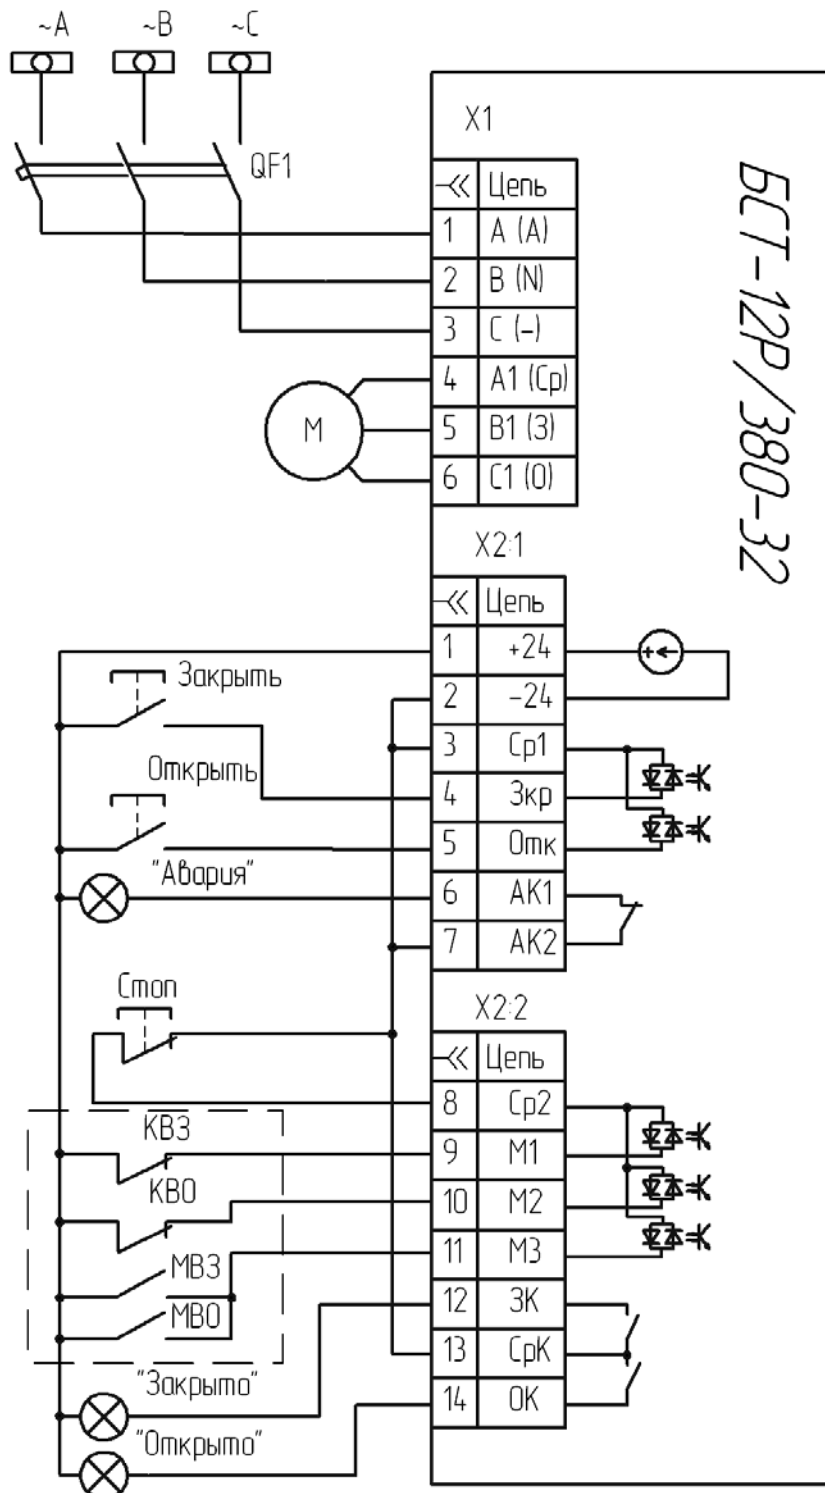 ~A ~B ~C
QF1
X1
Цепь
1 A (A)
2 B (N)
3 C (-)
4 A1 (Ср)
5 B1 (З)
6 C1 (О)
M
БСТ-12Р/380-32
X2:1
Цепь
1 +24
2 -24
3 Ср1
4 Зкр
5 Отк
6 АК1
7 АК2
+
Закрыть
Открыть
"Авария"
Стоп
X2:2
Цепь
8 Ср2
9 М1
10 М2
11 М3
12 ЗК
13 СрК
14 ОК
КВЗ
КВО
МВЗ
МВО
"Закрыто"
"Открыто"